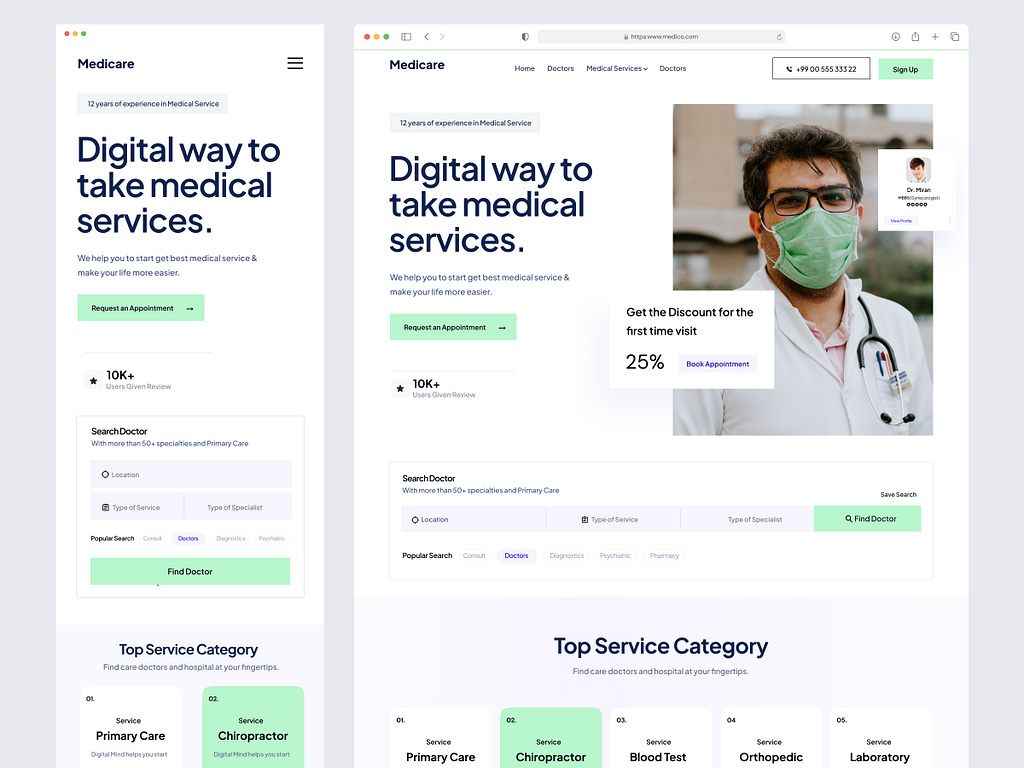 Medicare
12 years of experience in Medical Service
Digital way to
take medical
services.
We help you to start get best medical service &
make your life more easier.
Request an Appointment →
10K+
Users Given Review
Search Doctor
With more than 50+ specialties and Primary Care
Location
Type of Service
Type of Specialist
Popular Search Consult Doctors Diagnostics Psychiatric
Find Doctor
Top Service Category
Find care doctors and hospital at your fingertips.
01.
Service
Primary Care
Digital Mind helps you start
02.
Service
Chiropractor
Digital Mind helps you start
https:www.medico.com
Medicare
Home Doctors Medical Services Doctors
+99 00 555 333 22
Sign Up
12 years of experience in Medical Service
Digital way to
take medical
services.
We help you to start get best medical service &
make your life more easier.
Request an Appointment →
10K+
Users Given Review
Dr. Miran
MBBS(Gynecologist)
View Profile
Get the Discount for the
first time visit
25%
Book Appointment
Search Doctor
With more than 50+ specialties and Primary Care
Save Search
Location
Type of Service
Type of Specialist
Find Doctor
Popular Search Consult Doctors Diagnostics Psychiatric Pharmacy
Top Service Category
Find care doctors and hospital at your fingertips.
01.
Service
Primary Care
02.
Service
Chiropractor
03.
Service
Blood Test
04
Service
Orthopedic
05.
Service
Laboratory